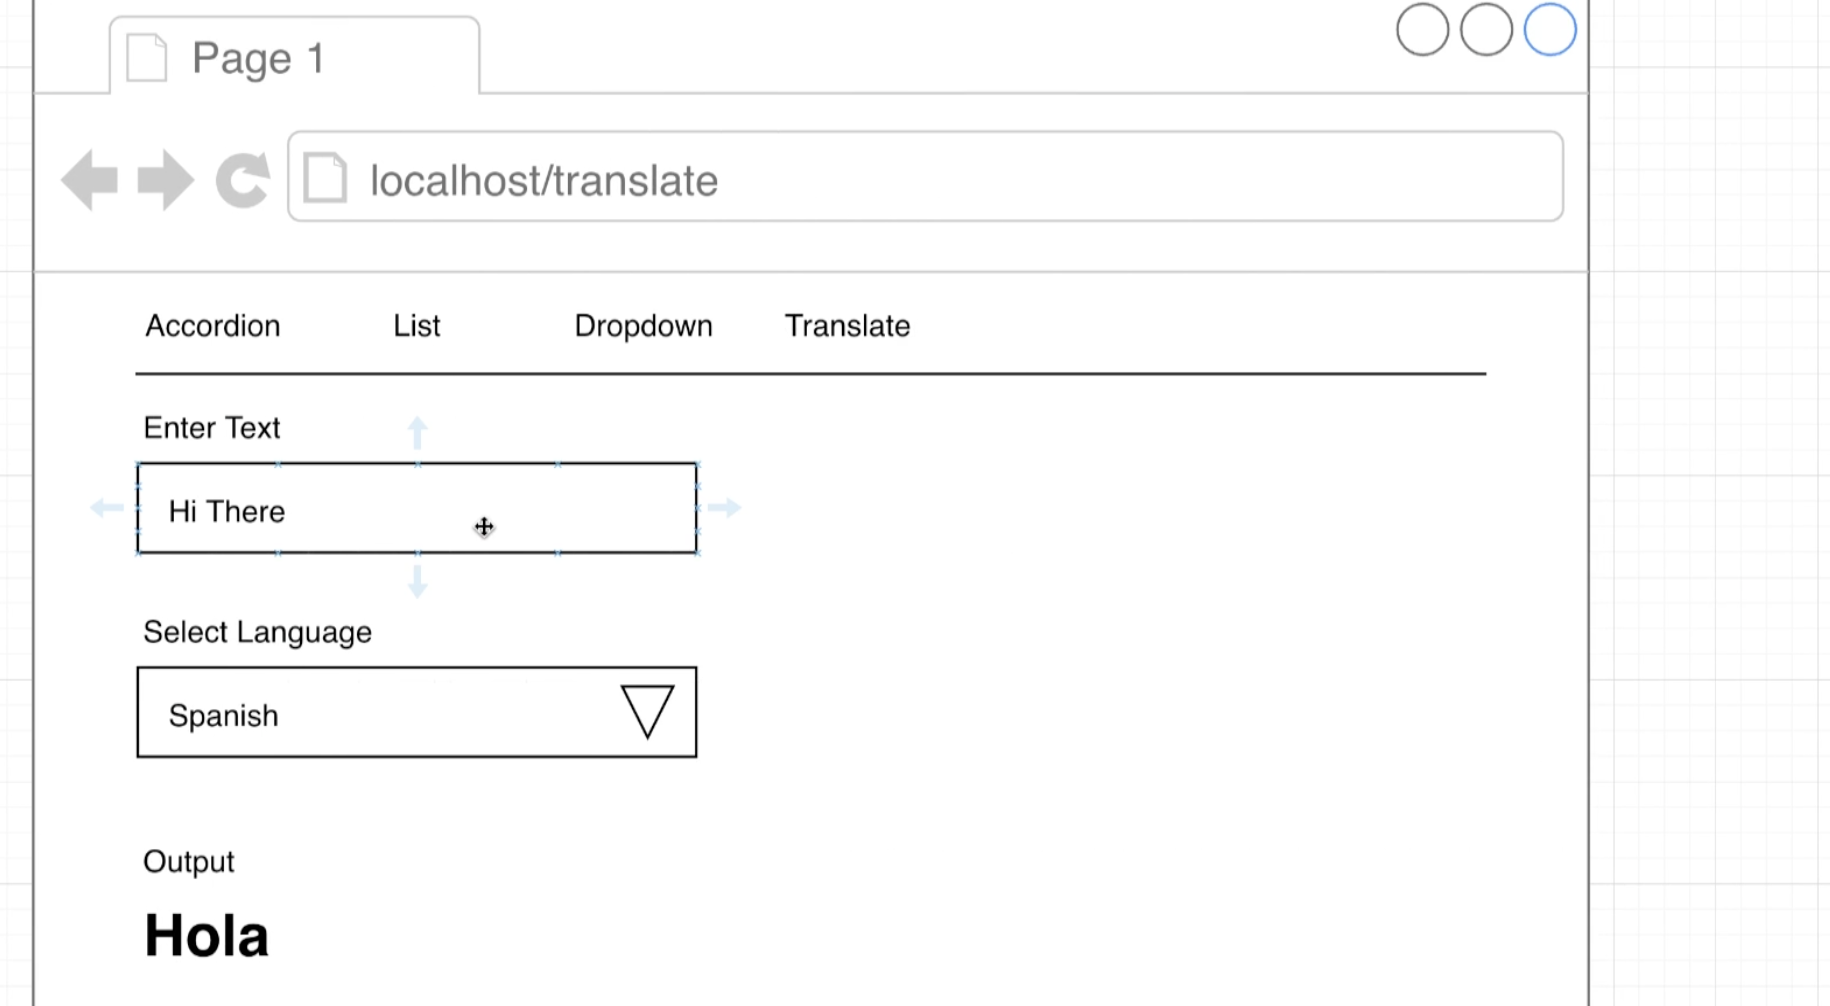 Page 1
localhost/translate
Accordion List Dropdown Translate
Enter Text
Hi There
Select Language
Spanish
Output
Hola